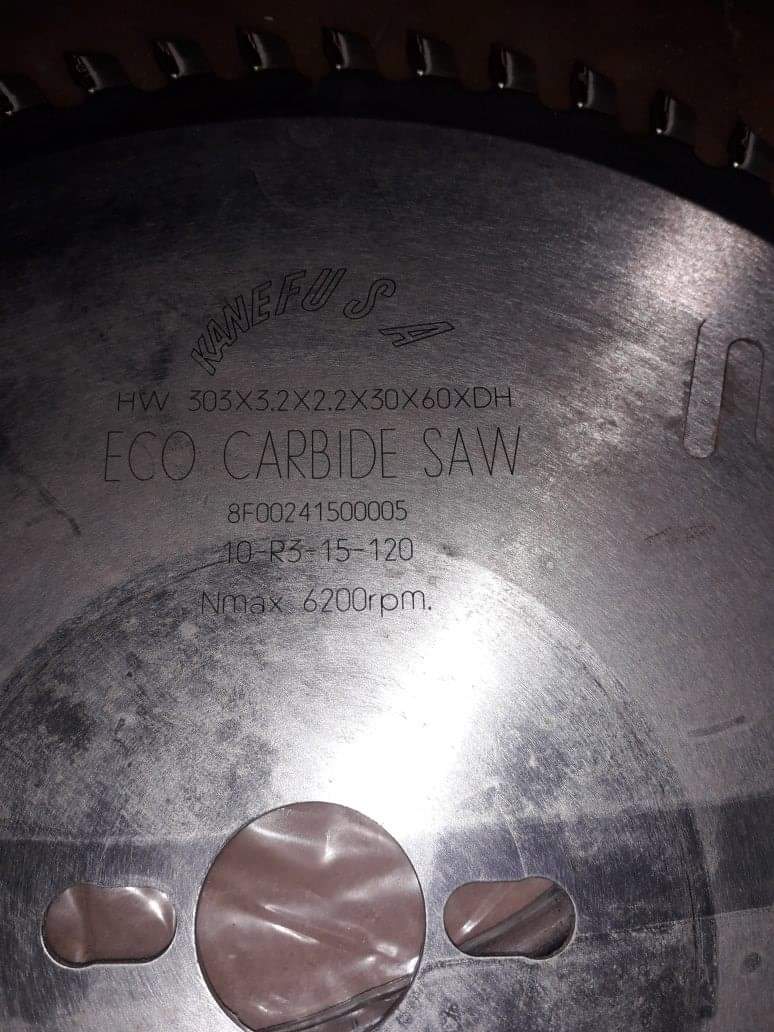 KANEFUSA
HW 303X3.2X2.2X30X60XDH
ECO CARBIDE SAW
8F00241500005
10-R3-15-120
Nmax 6200rpm.